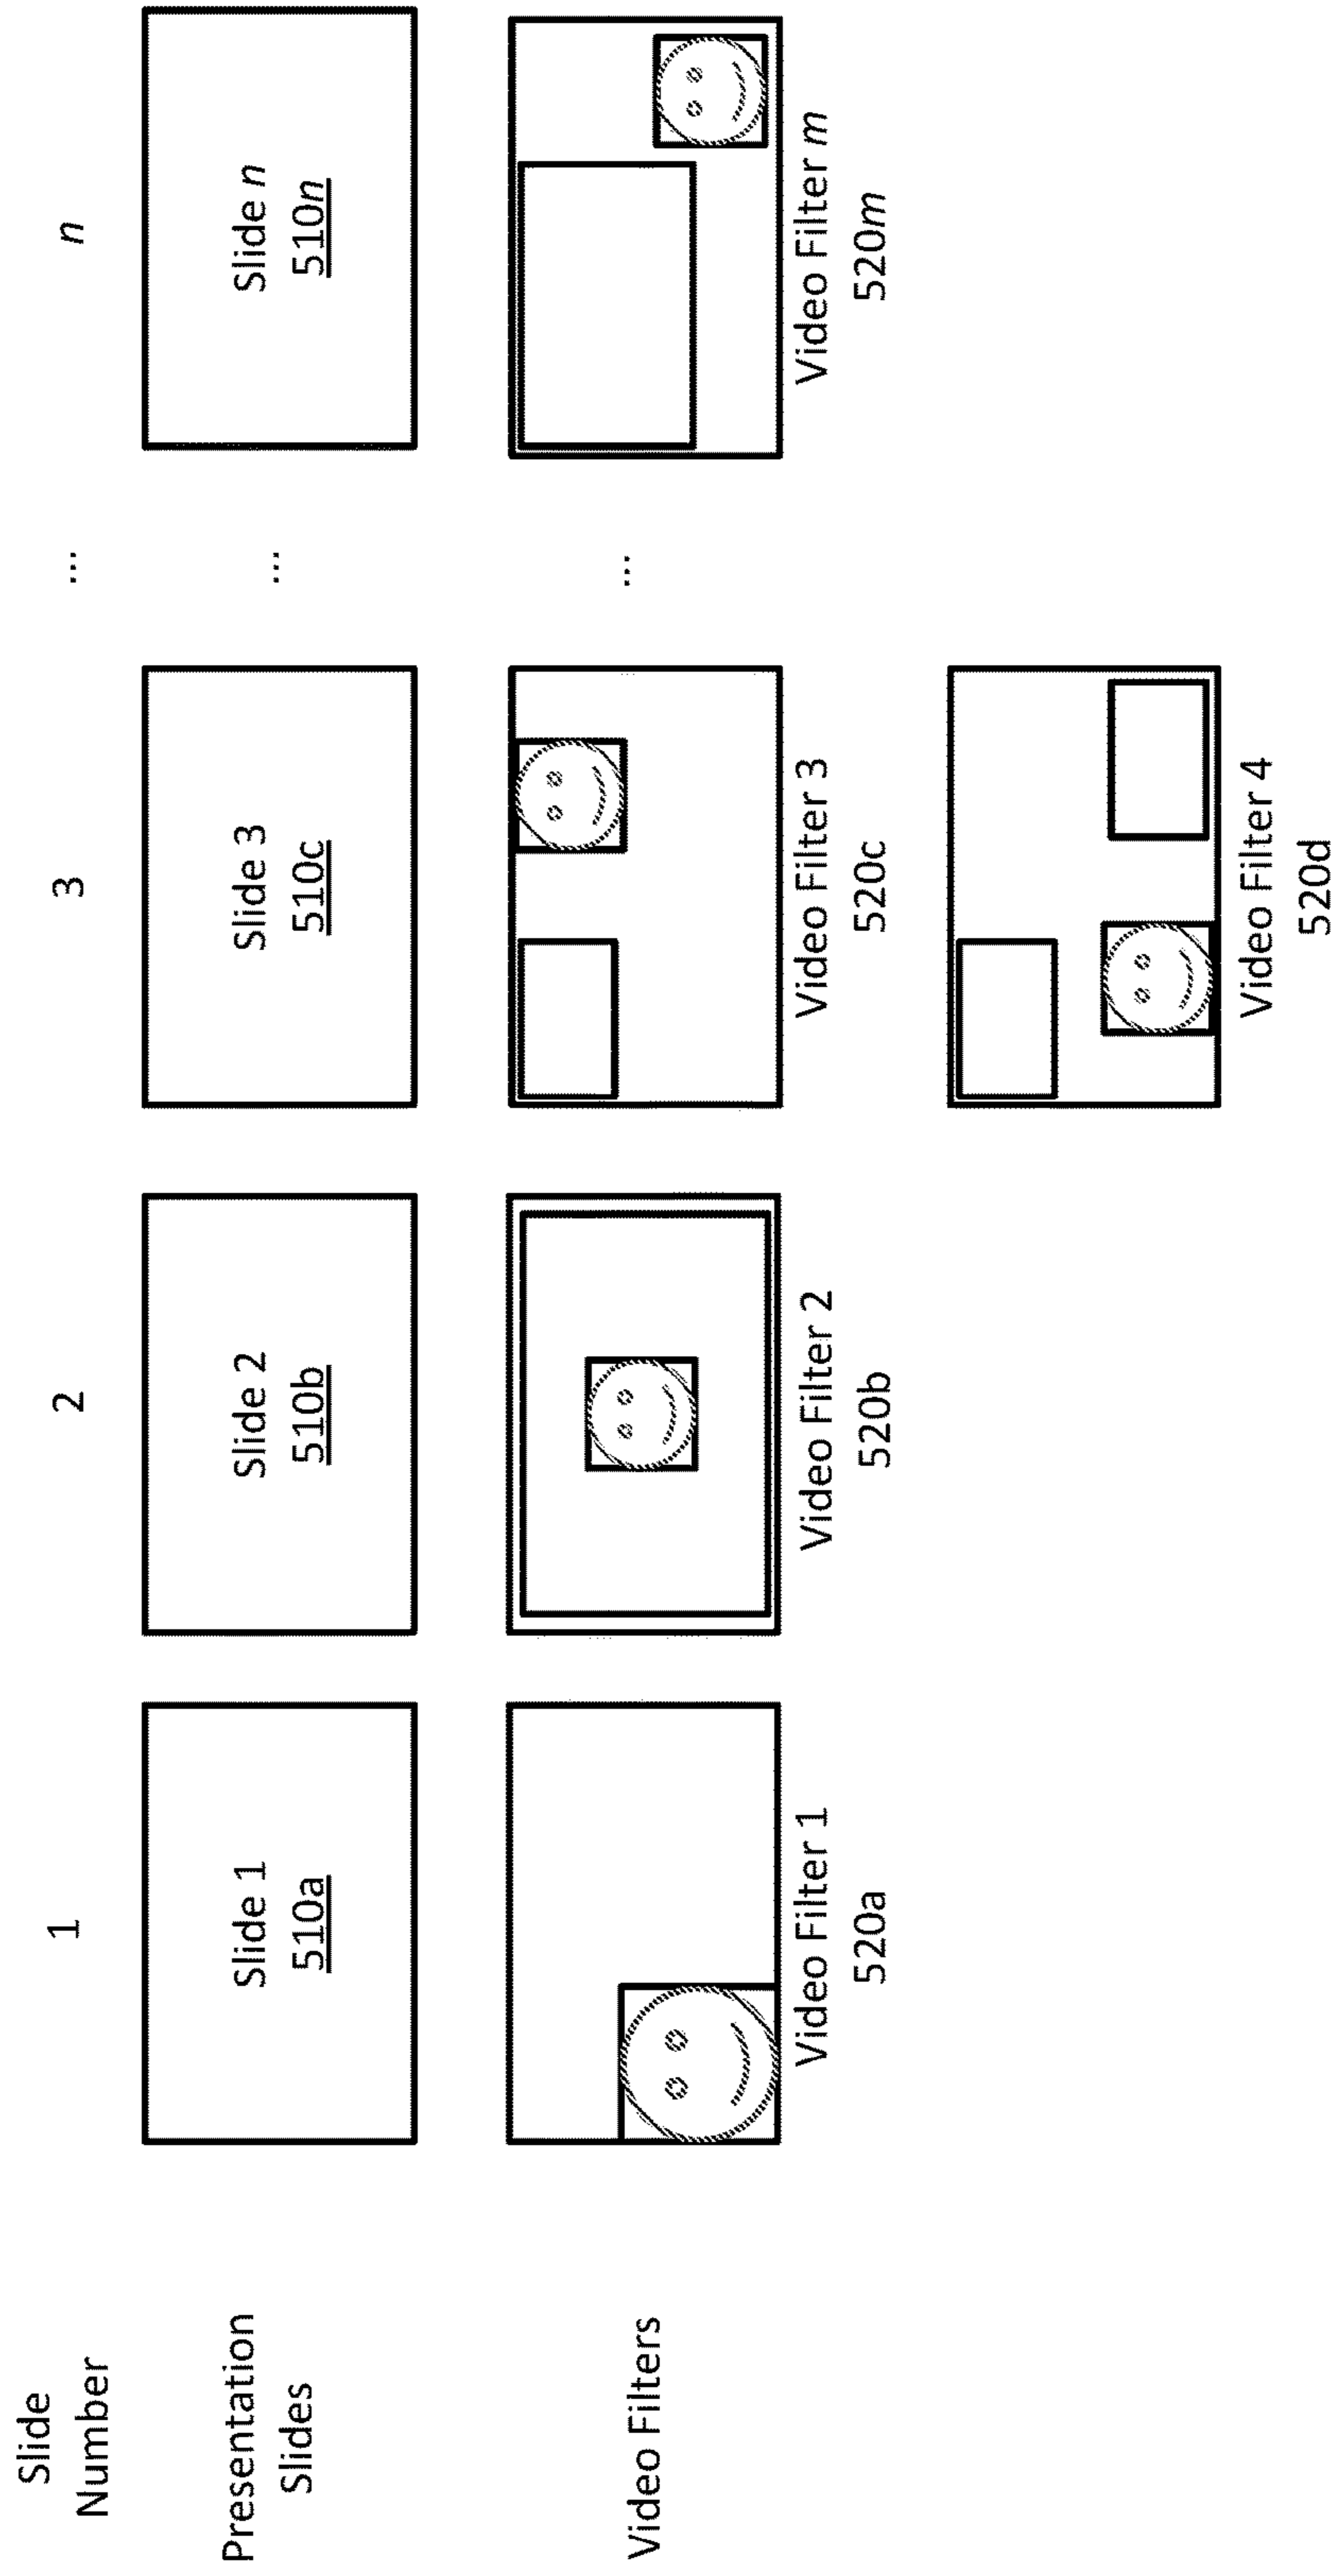 Slide
Number
1
2
3
...
n
Presentation
Slides
Slide 1
510a
Slide 2
510b
Slide 3
510c
...
Slide n
510n
Video Filters
...
Video Filter 1
520a
Video Filter 2
520b
Video Filter 3
520c
Video Filter m
520m
Video Filter 4
520d